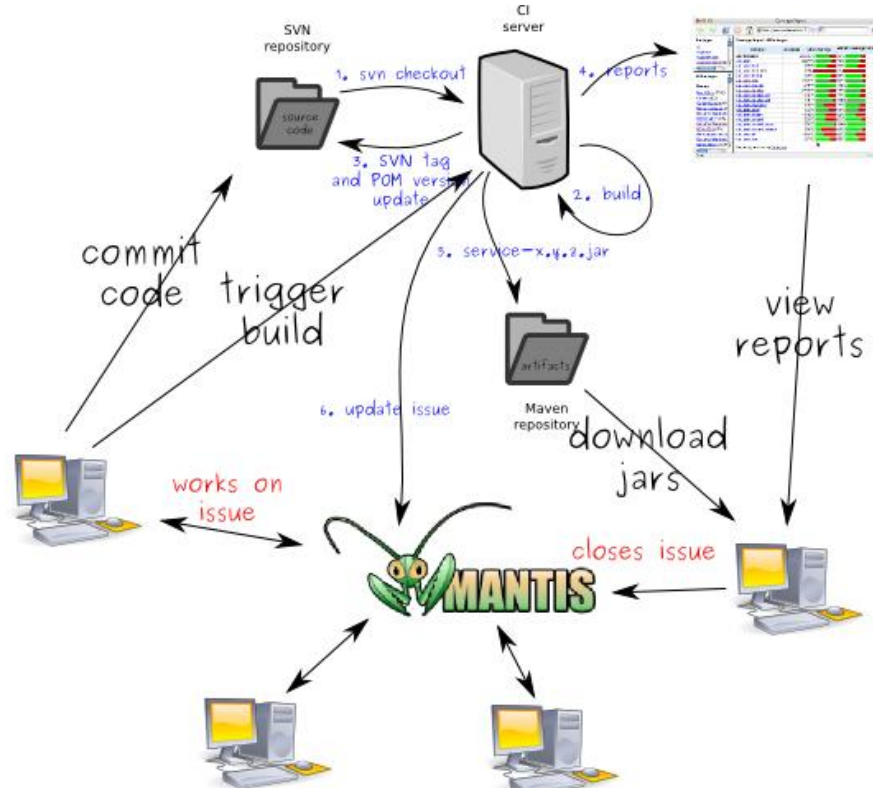 SVN
repository
CI
server
1. svn checkout
4. reports
source
code
3. SVN tag
and POM version
update
2. build
commit
code
trigger
build
5. service-x.y.z.jar
view
reports
artifacts
6. update issue
Maven
repository
download
jars
works on
issue
closes issue
MANTIS